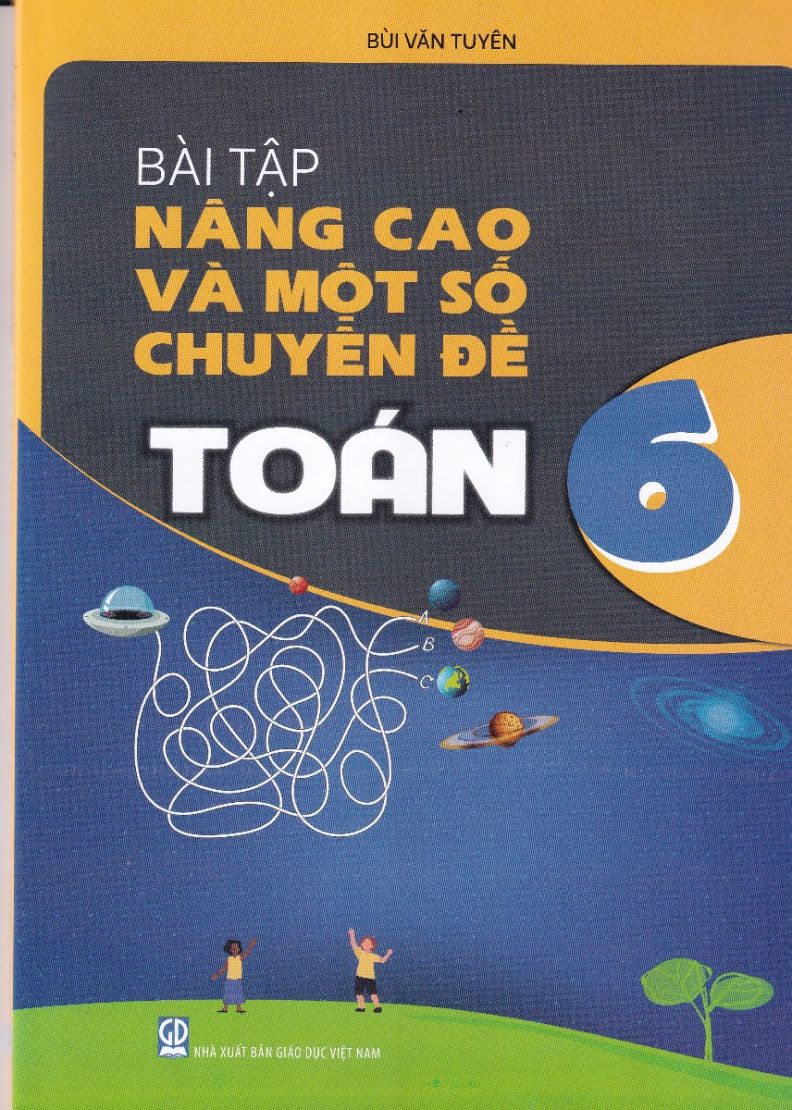 BÙI VĂN TUYÊN
BÀI TẬP
NÂNG CAO
VÀ MỘT SỐ
CHUYÊN ĐỀ
TOÁN 6
A
B
C
GD
NHÀ XUẤT BẢN GIÁO DỤC VIỆT NAM